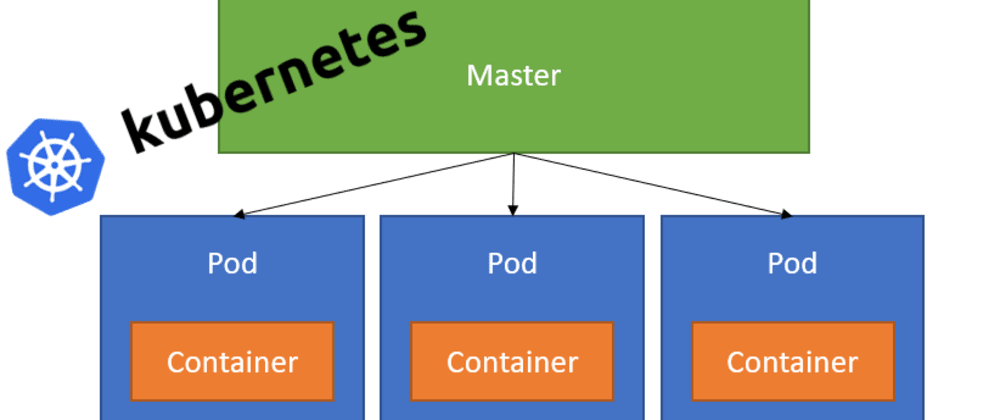 kubernetes
Master
Pod
Pod
Pod
Container
Container
Container